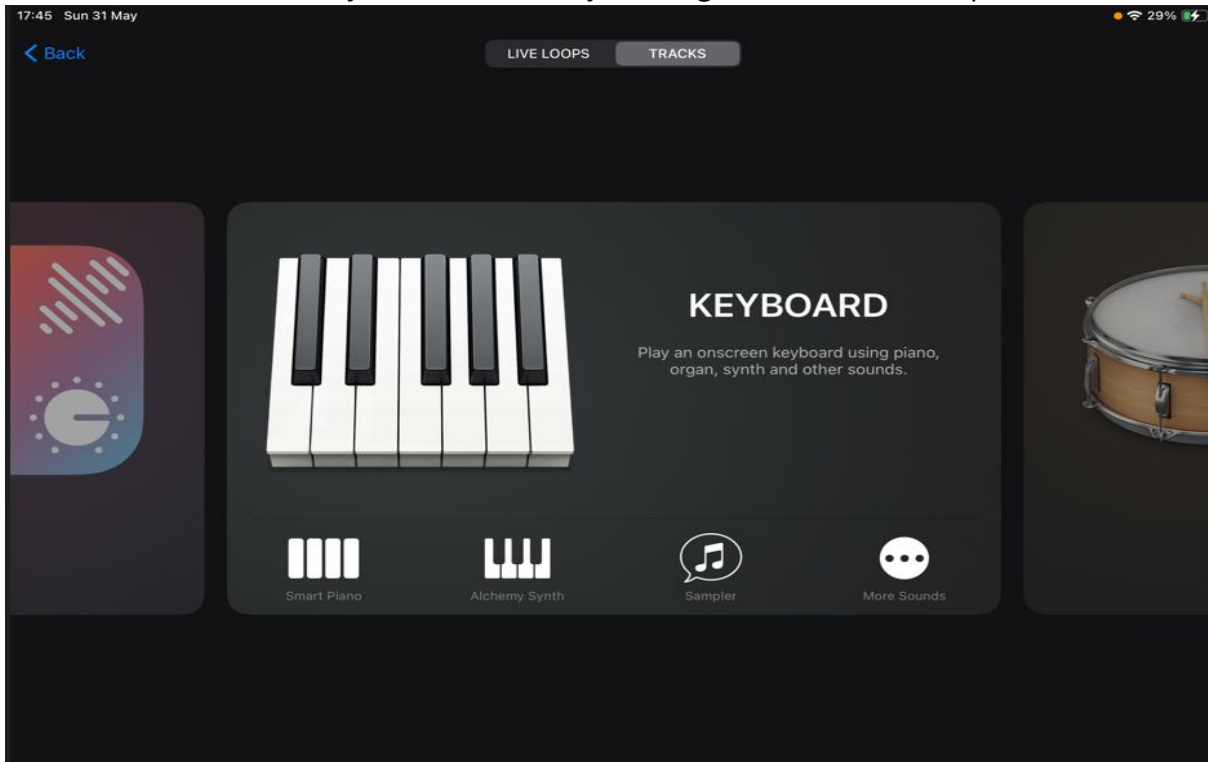 17:45 Sun 31 May
29%
Back
LIVE LOOPS
TRACKS
KEYBOARD
Play an onscreen keyboard using piano,
organ, synth and other sounds.
Smart Piano
Alchemy Synth
Sampler
More Sounds